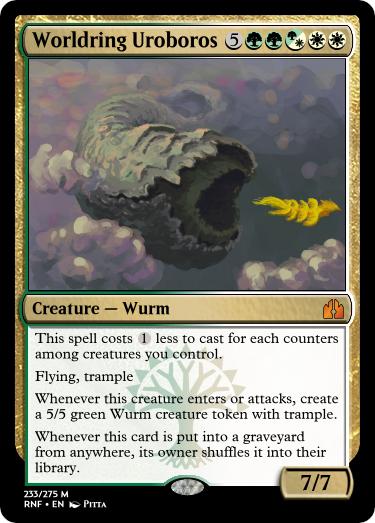 Worldring Uroboros 5
Creature — Wurm
This spell costs 1 less to cast for each counters
among creatures you control.
Flying, trample
Whenever this creature enters or attacks, create
a 5/5 green Wurm creature token with trample.
Whenever this card is put into a graveyard
from anywhere, its owner shuffles it into their
library.
7/7
233/275 M
RNF • EN Pitta